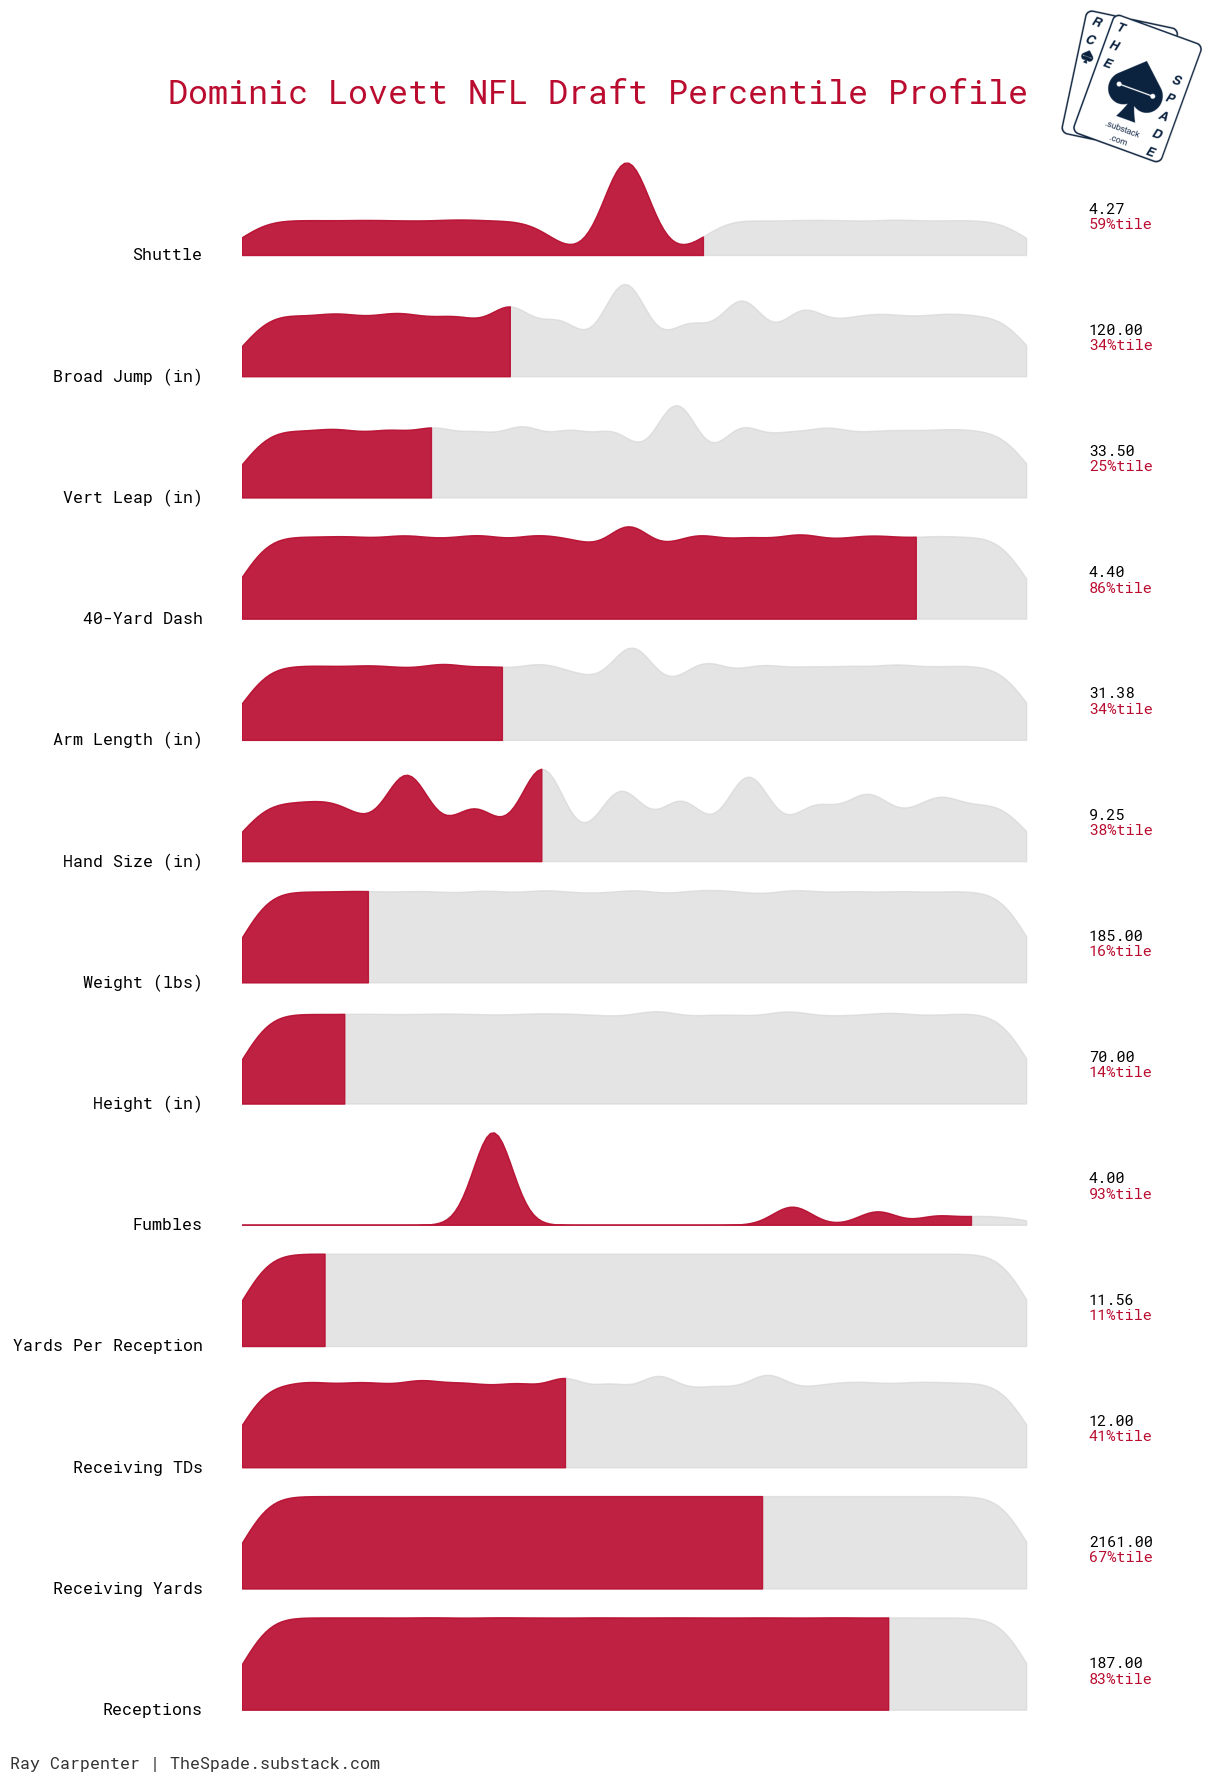 R
C
T
H
E
S
P
A
D
E
.substack
.com
Dominic Lovett NFL Draft Percentile Profile
Shuttle
4.27
59%tile
Broad Jump (in)
120.00
34%tile
Vert Leap (in)
33.50
25%tile
40-Yard Dash
4.40
86%tile
Arm Length (in)
31.38
34%tile
Hand Size (in)
9.25
38%tile
Weight (lbs)
185.00
16%tile
Height (in)
70.00
14%tile
Fumbles
4.00
93%tile
Yards Per Reception
11.56
11%tile
Receiving TDs
12.00
41%tile
Receiving Yards
2161.00
67%tile
Receptions
187.00
83%tile
Ray Carpenter | TheSpade.substack.com